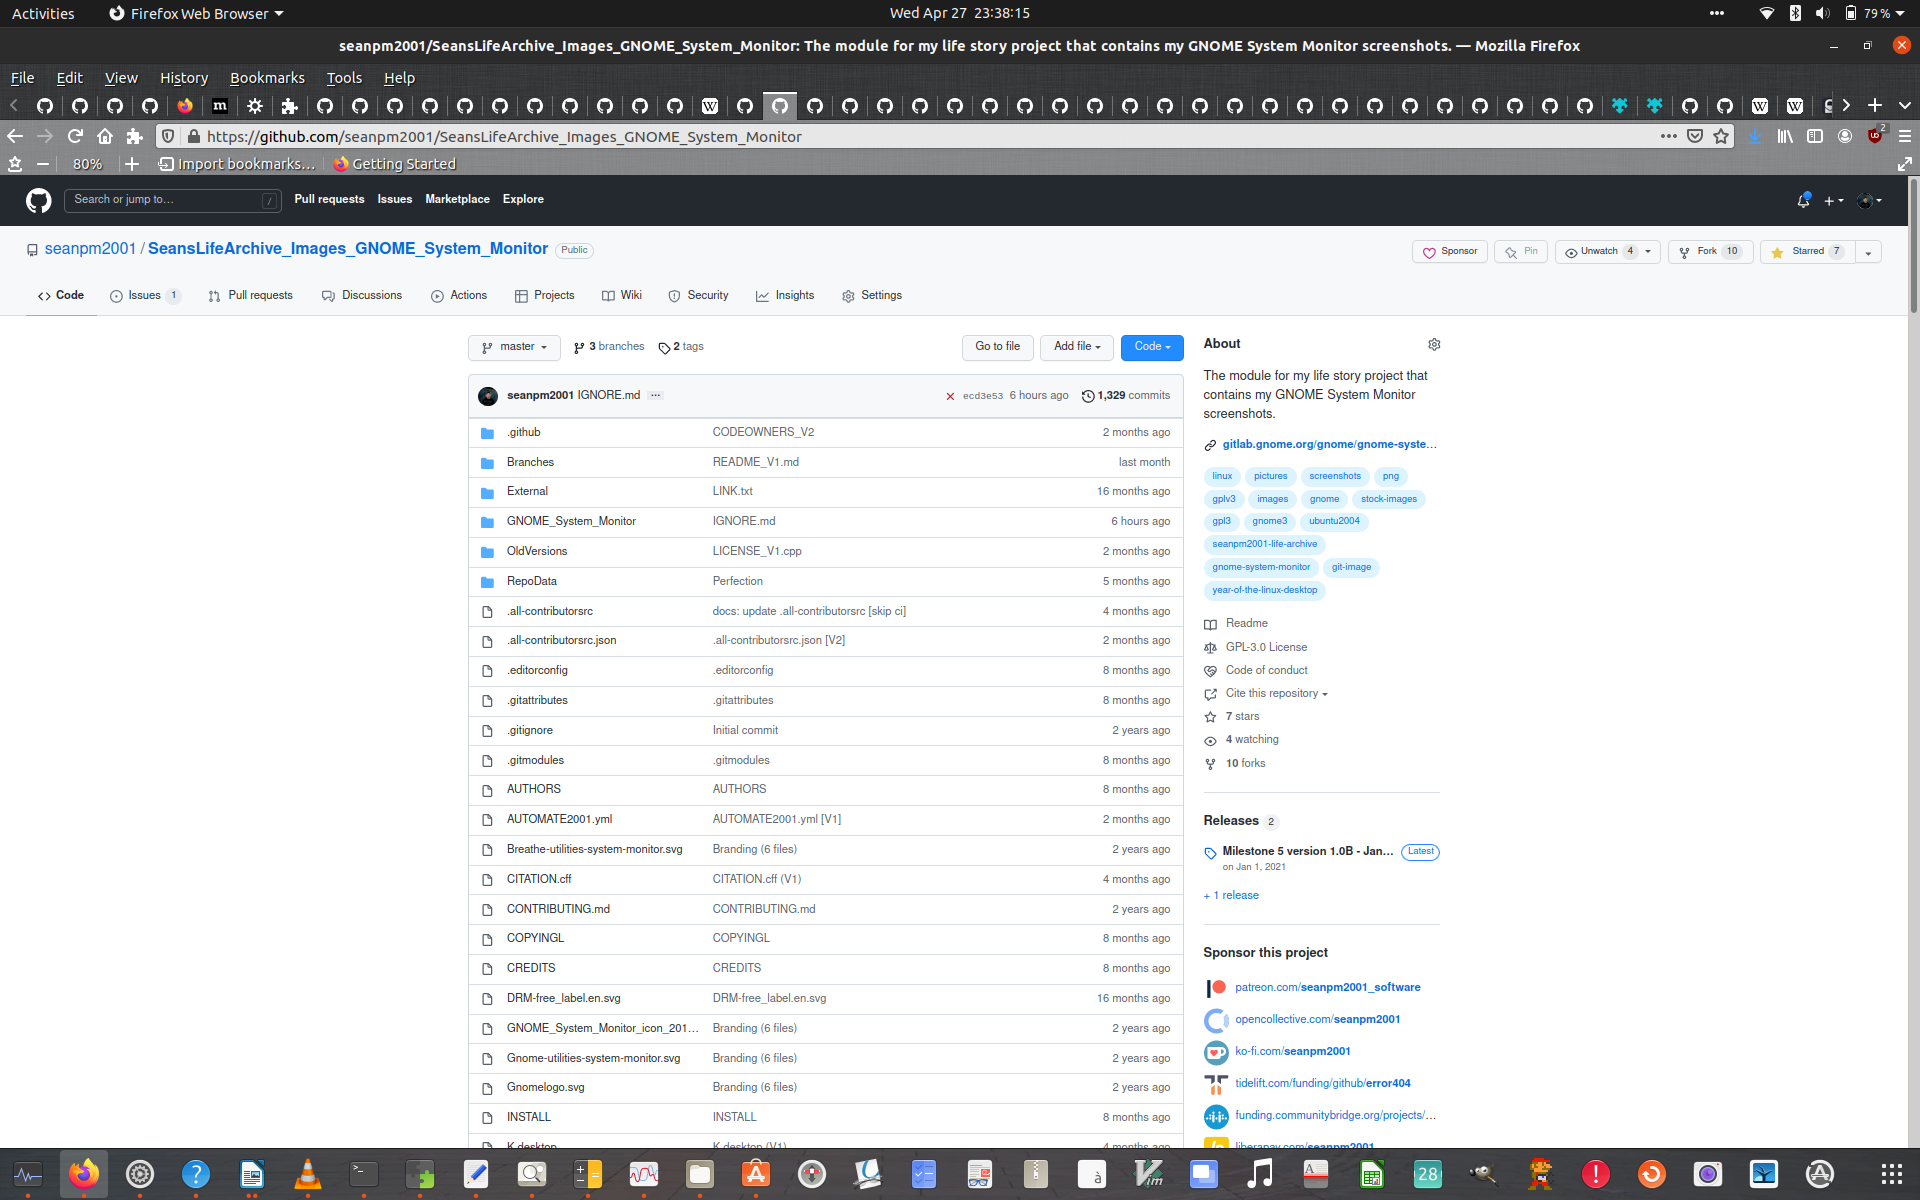 Activities
Firefox Web Browser
Wed Apr 27  23:38:15
79 %
seanpm2001/SeansLifeArchive_Images_GNOME_System_Monitor: The module for my life story project that contains my GNOME System Monitor screenshots. — Mozilla Firefox
File Edit View History Bookmarks Tools Help
https://github.com/seanpm2001/SeansLifeArchive_Images_GNOME_System_Monitor
2
80%
Import bookmarks...
Getting Started
Search or jump to...
/
Pull requests Issues Marketplace Explore
seanpm2001 / SeansLifeArchive_Images_GNOME_System_Monitor Public
Sponsor
Pin
Unwatch 4
Fork 10
Starred 7
Code
Issues 1
Pull requests
Discussions
Actions
Projects
Wiki
Security
Insights
Settings
master
3 branches
2 tags
Go to file
Add file
Code
seanpm2001 IGNORE.md ...
ecd3e53 6 hours ago
1,329 commits
.github CODEOWNERS_V2 2 months ago
Branches README_V1.md last month
External LINK.txt 16 months ago
GNOME_System_Monitor IGNORE.md 6 hours ago
OldVersions LICENSE_V1.cpp 2 months ago
RepoData Perfection 5 months ago
.all-contributorsrc docs: update .all-contributorsrc [skip ci] 4 months ago
.all-contributorsrc.json .all-contributorsrc.json [V2] 2 months ago
.editorconfig .editorconfig 8 months ago
.gitattributes .gitattributes 8 months ago
.gitignore Initial commit 2 years ago
.gitmodules .gitmodules 8 months ago
AUTHORS AUTHORS 8 months ago
AUTOMATE2001.yml AUTOMATE2001.yml [V1] 2 months ago
Breathe-utilities-system-monitor.svg Branding (6 files) 2 years ago
CITATION.cff CITATION.cff (V1) 4 months ago
CONTRIBUTING.md CONTRIBUTING.md 2 years ago
COPYINGL COPYINGL 8 months ago
CREDITS CREDITS 8 months ago
DRM-free_label.en.svg DRM-free_label.en.svg 16 months ago
GNOME_System_Monitor_icon_201... Branding (6 files) 2 years ago
Gnome-utilities-system-monitor.svg Branding (6 files) 2 years ago
Gnomelogo.svg Branding (6 files) 2 years ago
INSTALL INSTALL 8 months ago
K.desktop K.desktop (V1) 4 months ago
About
The module for my life story project that
contains my GNOME System Monitor
screenshots.
gitlab.gnome.org/gnome/gnome-syste...
linux pictures screenshots png
gplv3 images gnome stock-images
gpl3 gnome3 ubuntu2004
seanpm2001-life-archive
gnome-system-monitor git-image
year-of-the-linux-desktop
Readme
GPL-3.0 License
Code of conduct
Cite this repository
7 stars
4 watching
10 forks
Releases 2
Milestone 5 version 1.0B - Jan... Latest
on Jan 1, 2021
+ 1 release
Sponsor this project
patreon.com/seanpm2001_software
opencollective.com/seanpm2001
ko-fi.com/seanpm2001
tidelift.com/funding/github/error404
funding.communitybridge.org/projects/...
liberapay.com/seanpm2001
28